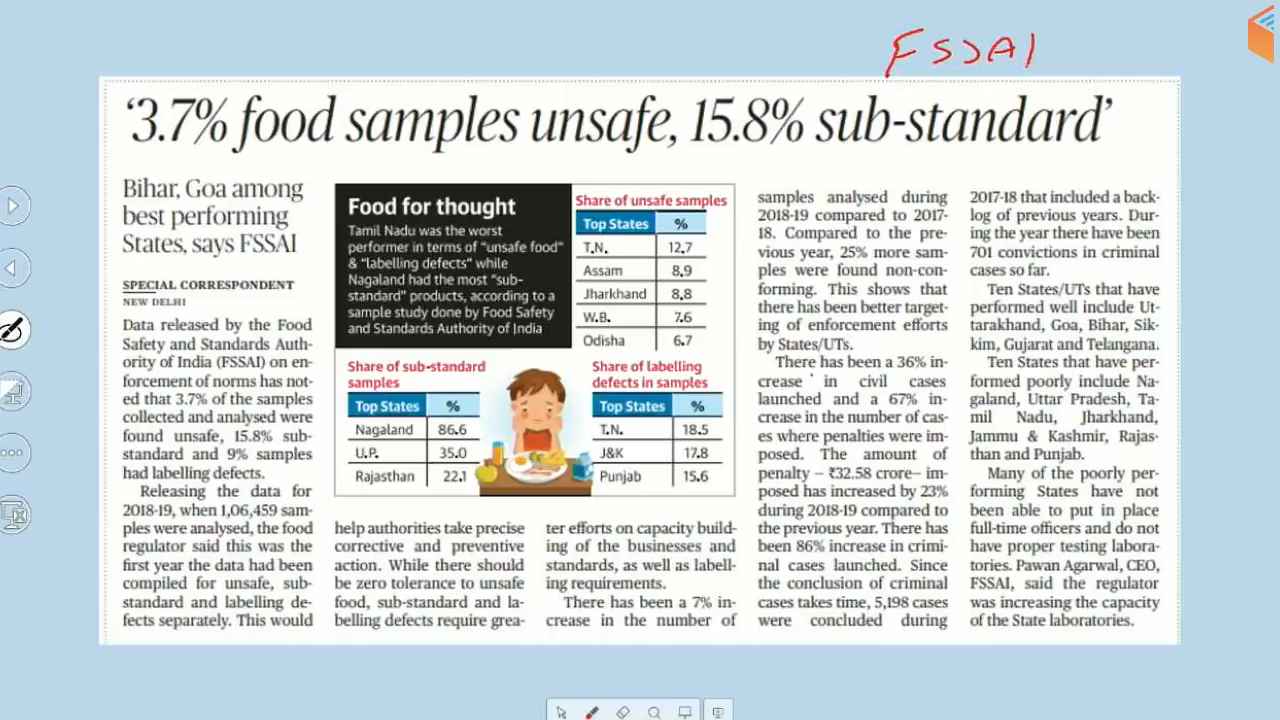 FSSAI
‘3.7% food samples unsafe, 15.8% sub-standard’
Bihar, Goa among
best performing
States, says FSSAI
SPECIAL CORRESPONDENT
NEW DELHI
Data released by the Food
Safety and Standards Auth-
ority of India (FSSAI) on en-
forcement of norms has not-
ed that 3.7% of the samples
collected and analysed were
found unsafe, 15.8% sub-
standard and 9% samples
had labelling defects.
Releasing the data for
2018-19, when 1,06,459 sam-
ples were analysed, the food
regulator said this was the
first year the data had been
compiled for unsafe, sub-
standard and labelling de-
fects separately. This would
Food for thought
Tamil Nadu was the worst
performer in terms of “unsafe food”
& “labelling defects” while
Nagaland had the most “sub-
standard” products, according to a
sample study done by Food Safety
and Standards Authority of India
Share of unsafe samples
Top States %
T.N. 12.7
Assam 8.9
Jharkhand 8.8
W.B. 7.6
Odisha 6.7
Share of sub-standard
samples
Top States %
Nagaland 86.6
U.P. 35.0
Rajasthan 22.1
Share of labelling
defects in samples
Top States %
T.N. 18.5
J&K 17.8
Punjab 15.6
help authorities take precise
corrective and preventive
action. While there should
be zero tolerance to unsafe
food, sub-standard and la-
belling defects require grea-
ter efforts on capacity build-
ing of the businesses and
standards, as well as labell-
ing requirements.
There has been a 7% in-
crease in the number of
samples analysed during
2018-19 compared to 2017-
18. Compared to the pre-
vious year, 25% more sam-
ples were found non-con-
forming. This shows that
there has been better target-
ing of enforcement efforts
by States/UTs.
There has been a 36% in-
crease in civil cases
launched and a 67% in-
crease in the number of cas-
es where penalties were im-
posed. The amount of
penalty – ₹32.58 crore– im-
posed has increased by 23%
during 2018-19 compared to
the previous year. There has
been 86% increase in crimi-
nal cases launched. Since
the conclusion of criminal
cases takes time, 5,198 cases
were concluded during
2017-18 that included a back-
log of previous years. Dur-
ing the year there have been
701 convictions in criminal
cases so far.
Ten States/UTs that have
performed well include Ut-
tarakhand, Goa, Bihar, Sik-
kim, Gujarat and Telangana.
Ten States that have per-
formed poorly include Na-
galand, Uttar Pradesh, Ta-
mil Nadu, Jharkhand,
Jammu & Kashmir, Rajas-
than and Punjab.
Many of the poorly per-
forming States have not
been able to put in place
full-time officers and do not
have proper testing labora-
tories. Pawan Agarwal, CEO,
FSSAI, said the regulator
was increasing the capacity
of the State laboratories.